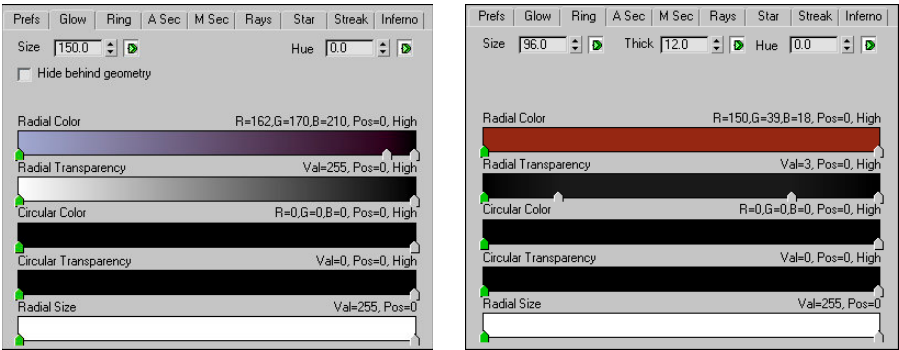 Prefs Glow Ring A Sec M Sec Rays Star Streak Inferno
Size 150.0 Hue 0.0
Hide behind geometry
Radial Color R=162,G=170,B=210, Pos=0, High
Radial Transparency Val=255, Pos=0, High
Circular Color R=0,G=0,B=0, Pos=0, High
Circular Transparency Val=0, Pos=0, High
Radial Size Val=255, Pos=0
Prefs Glow Ring A Sec M Sec Rays Star Streak Inferno
Size 96.0 Thick 12.0 Hue 0.0
Radial Color R=150,G=39,B=18, Pos=0, High
Radial Transparency Val=3, Pos=0, High
Circular Color R=0,G=0,B=0, Pos=0, High
Circular Transparency Val=0, Pos=0, High
Radial Size Val=255, Pos=0